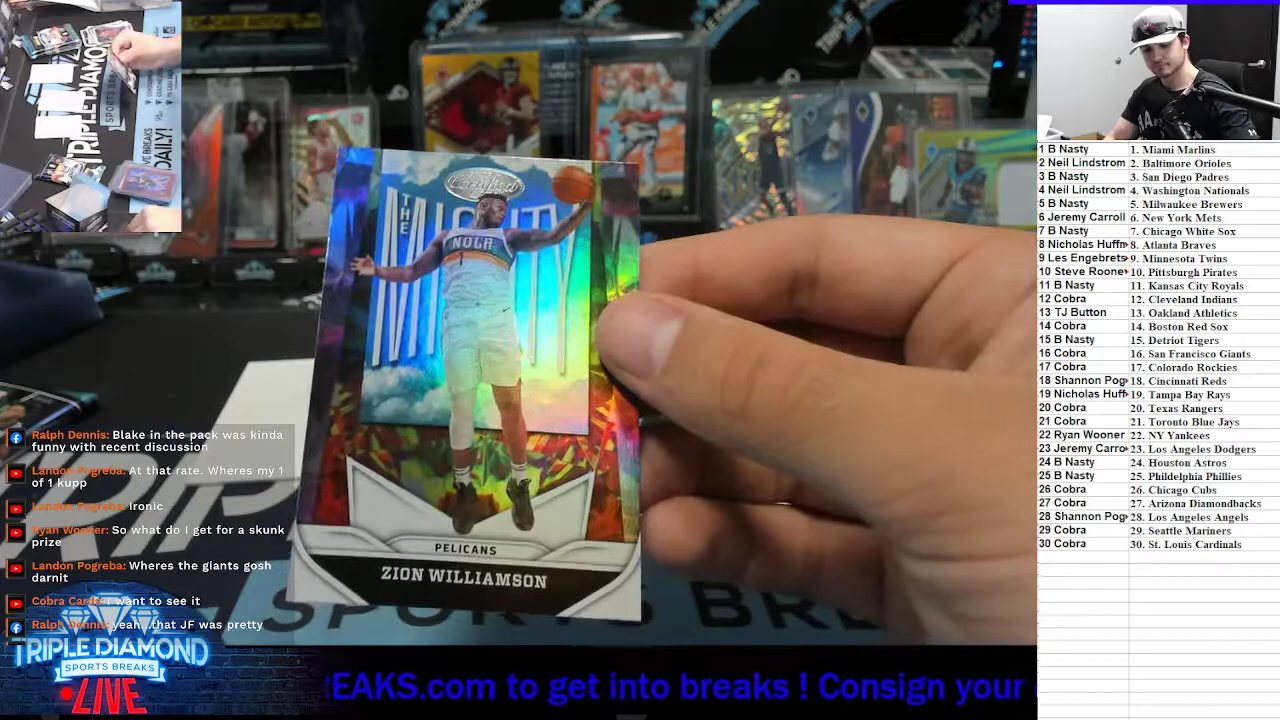 TRIPLE DIAMOND
SPORTS BREAKS
DAILY!
Certified
THE
MIGHTY
NOLA
1
PELICANS
ZION WILLIAMSON
Ralph Dennis: Blake in the pack was kinda
funny with recent discussion
Landon Pogreba: At that rate. Wheres my 1
of 1 kupp
Landon Pogreba: Ironic
Ryan Wooner: So what do I get for a skunk
prize
Landon Pogreba: Wheres the giants gosh
darnit
Cobra Cards: I want to see it
Ralph Dennis: yeah...that JF was pretty
TRIPLE DIAMOND
SPORTS BREAKS
LIVE
EAKS.com to get into breaks ! Consign your
1 B Nasty 1. Miami Marlins
2 Neil Lindstrom 2. Baltimore Orioles
3 B Nasty 3. San Diego Padres
4 Neil Lindstrom 4. Washington Nationals
5 B Nasty 5. Milwaukee Brewers
6 Jeremy Carroll 6. New York Mets
7 B Nasty 7. Chicago White Sox
8 Nicholas Huffm 8. Atlanta Braves
9 Les Engebrets 9. Minnesota Twins
10 Steve Roone 10. Pittsburgh Pirates
11 B Nasty 11. Kansas City Royals
12 Cobra 12. Cleveland Indians
13 TJ Button 13. Oakland Athletics
14 Cobra 14. Boston Red Sox
15 B Nasty 15. Detriot Tigers
16 Cobra 16. San Francisco Giants
17 Cobra 17. Colorado Rockies
18 Shannon Pog 18. Cincinnati Reds
19 Nicholas Huff 19. Tampa Bay Rays
20 Cobra 20. Texas Rangers
21 Cobra 21. Toronto Blue Jays
22 Ryan Wooner 22. NY Yankees
23 Jeremy Carro 23. Los Angeles Dodgers
24 B Nasty 24. Houston Astros
25 B Nasty 25. Philadelphia Phillies
26 Cobra 26. Chicago Cubs
27 Cobra 27. Arizona Diamondbacks
28 Shannon Pog 28. Los Angeles Angels
29 Cobra 29. Seattle Mariners
30 Cobra 30. St. Louis Cardinals